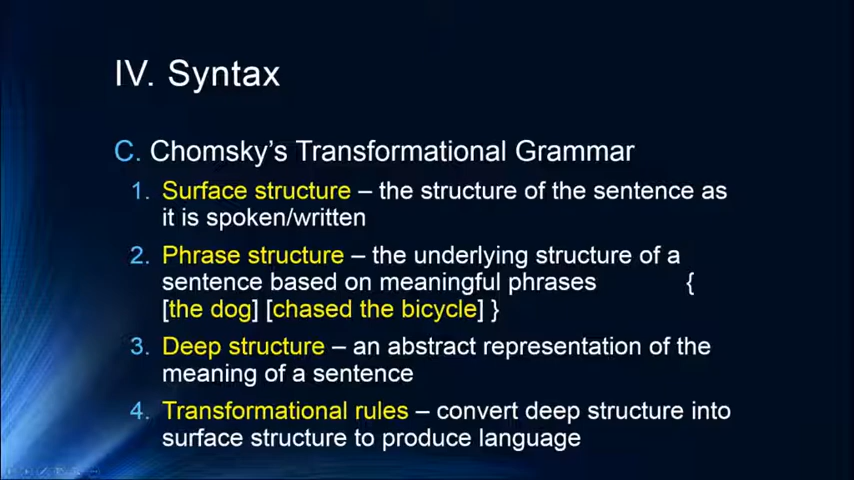 IV. Syntax
C. Chomsky's Transformational Grammar
1. Surface structure – the structure of the sentence as
it is spoken/written
2. Phrase structure – the underlying structure of a
sentence based on meaningful phrases {
[the dog] [chased the bicycle] }
3. Deep structure – an abstract representation of the
meaning of a sentence
4. Transformational rules – convert deep structure into
surface structure to produce language